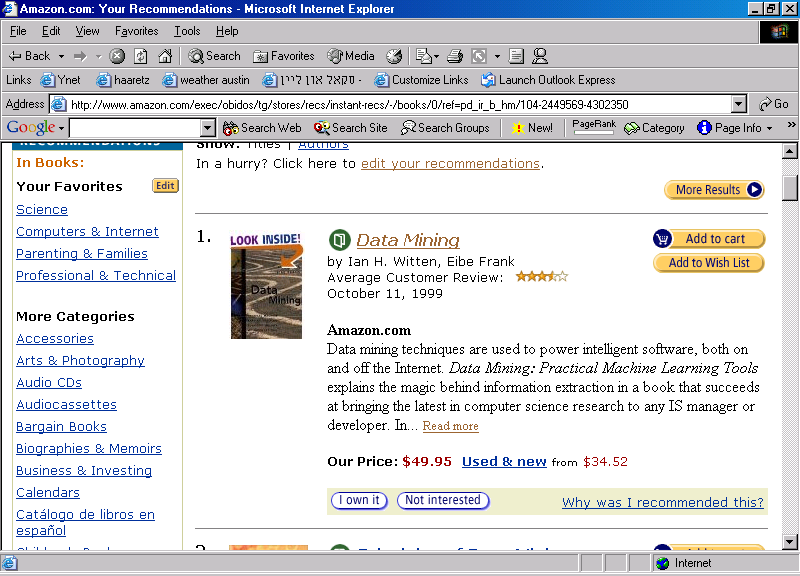 Amazon.com: Your Recommendations - Microsoft Internet Explorer
File Edit View Favorites Tools Help
Back Search Favorites Media
Links Ynet haaretz weather austin סקאל און ליין - Customize Links Launch Outlook Express
Address http://www.amazon.com/exec/obidos/tg/stores/recs/instant-recs/-/books/0/ref=pd_ir_b_hm/104-2449569-4302350 Go
Google Search Web Search Site Search Groups New! PageRank Category Page Info »
RECOMMENDATIONS
In Books:
Your Favorites Edit
Science
Computers & Internet
Parenting & Families
Professional & Technical
More Categories
Accessories
Arts & Photography
Audio CDs
Audiocassettes
Bargain Books
Biographies & Memoirs
Business & Investing
Calendars
Catálogo de libros en
español
Show: Titles | Authors
In a hurry? Click here to edit your recommendations.
More Results
1.
LOOK INSIDE!
Data
Mining
Data Mining
by Ian H. Witten, Eibe Frank
Average Customer Review:
October 11, 1999
Add to cart
Add to Wish List
Amazon.com
Data mining techniques are used to power intelligent software, both on
and off the Internet. Data Mining: Practical Machine Learning Tools
explains the magic behind information extraction in a book that succeeds
at bringing the latest in computer science research to any IS manager or
developer. In... Read more
Our Price: $49.95 Used & new from $34.52
I own it Not interested Why was I recommended this?
Internet